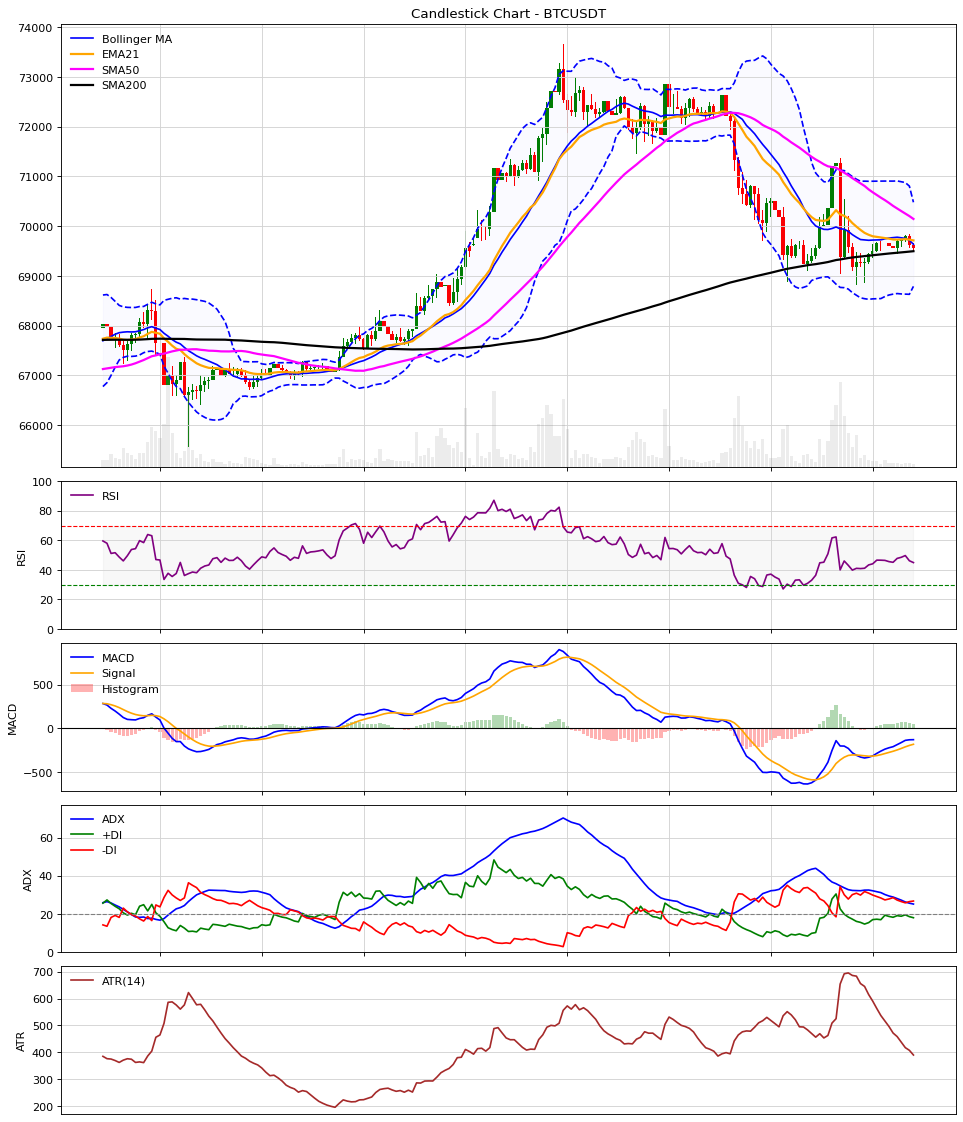 Candlestick Chart - BTCUSDT
74000
73000
72000
71000
70000
69000
68000
67000
66000
Bollinger MA
EMA21
SMA50
SMA200
100
80
60
40
20
0
RSI
RSI
500
0
−500
MACD
MACD
Signal
Histogram
60
40
20
0
ADX
ADX
+DI
-DI
700
600
500
400
300
200
ATR
ATR(14)